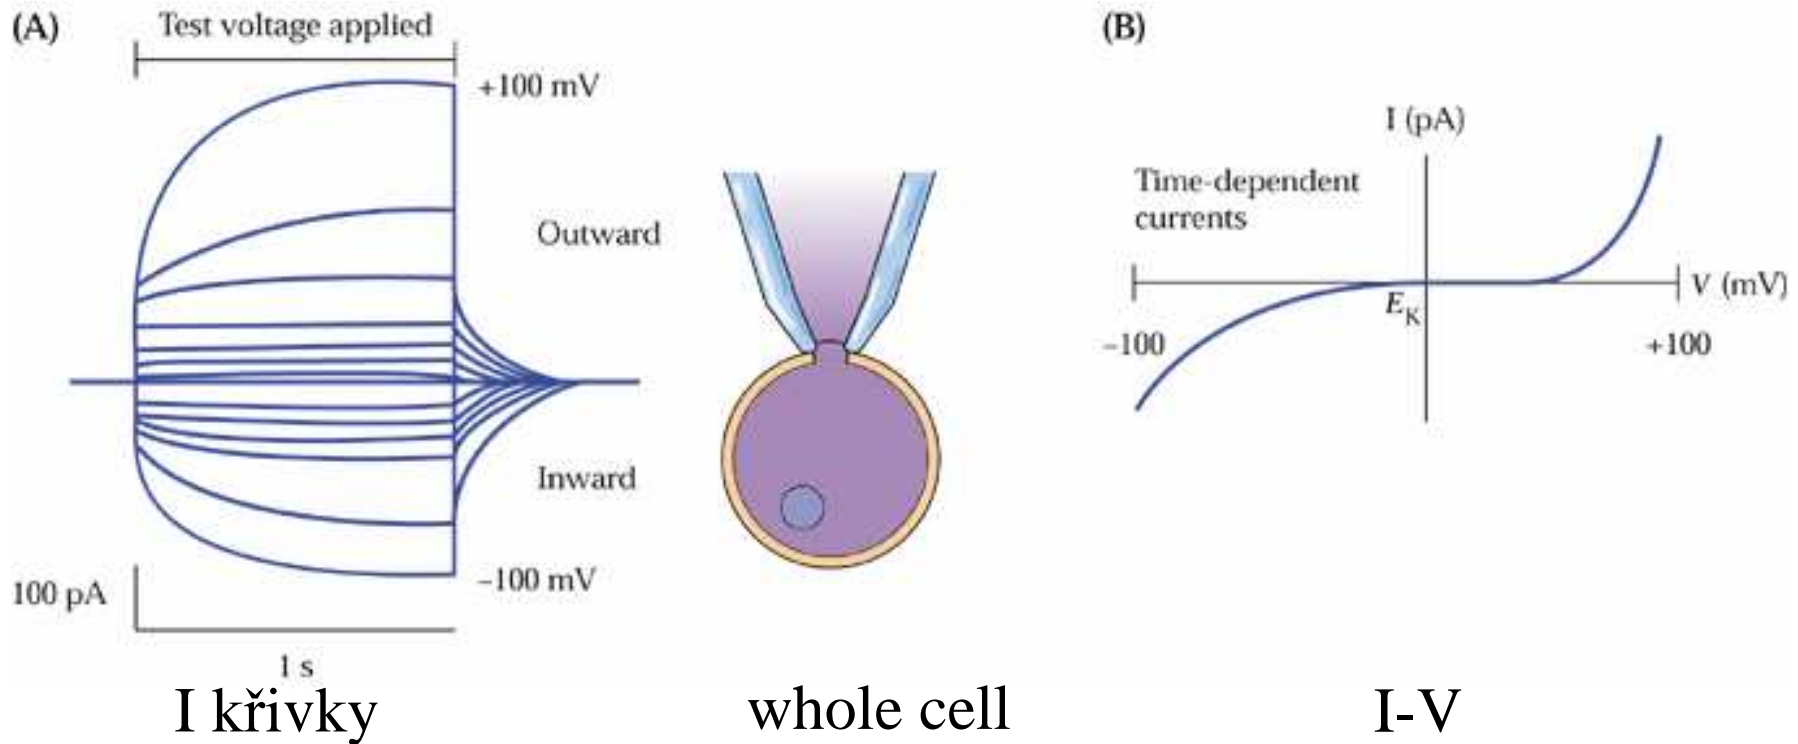 (A)
Test voltage applied
+100 mV
Outward
Inward
–100 mV
100 pA
1 s
I křivky
whole cell
(B)
I (pA)
Time-dependent
currents
V (mV)
EK
–100
+100
I-V